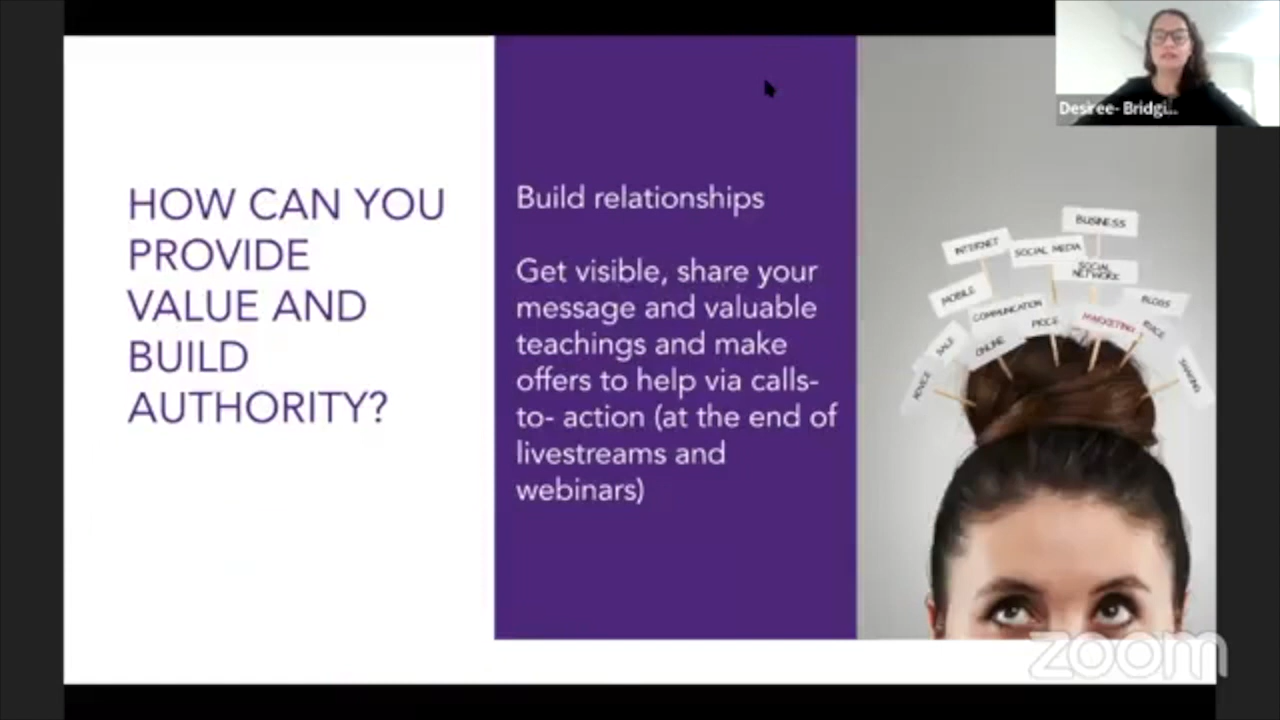 Desiree- Bridgi...
HOW CAN YOU
PROVIDE
VALUE AND
BUILD
AUTHORITY?
Build relationships
Get visible, share your
message and valuable
teachings and make
offers to help via calls-
to- action (at the end of
livestreams and
webinars)
BUSINESS
INTERNET
SOCIAL MEDIA
SOCIAL
NETWORK
MOBILE
BLOGS
COMMUNICATION
PRICE
MARKETING
SALE
ONLINE
ADVICE
SHARING
zoom